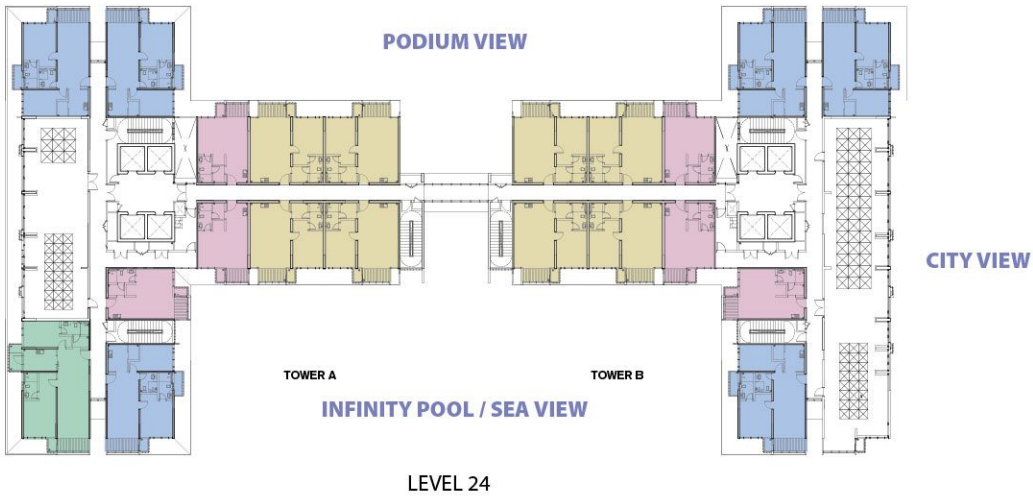 PODIUM VIEW
CITY VIEW
TOWER A
TOWER B
INFINITY POOL / SEA VIEW
LEVEL 24